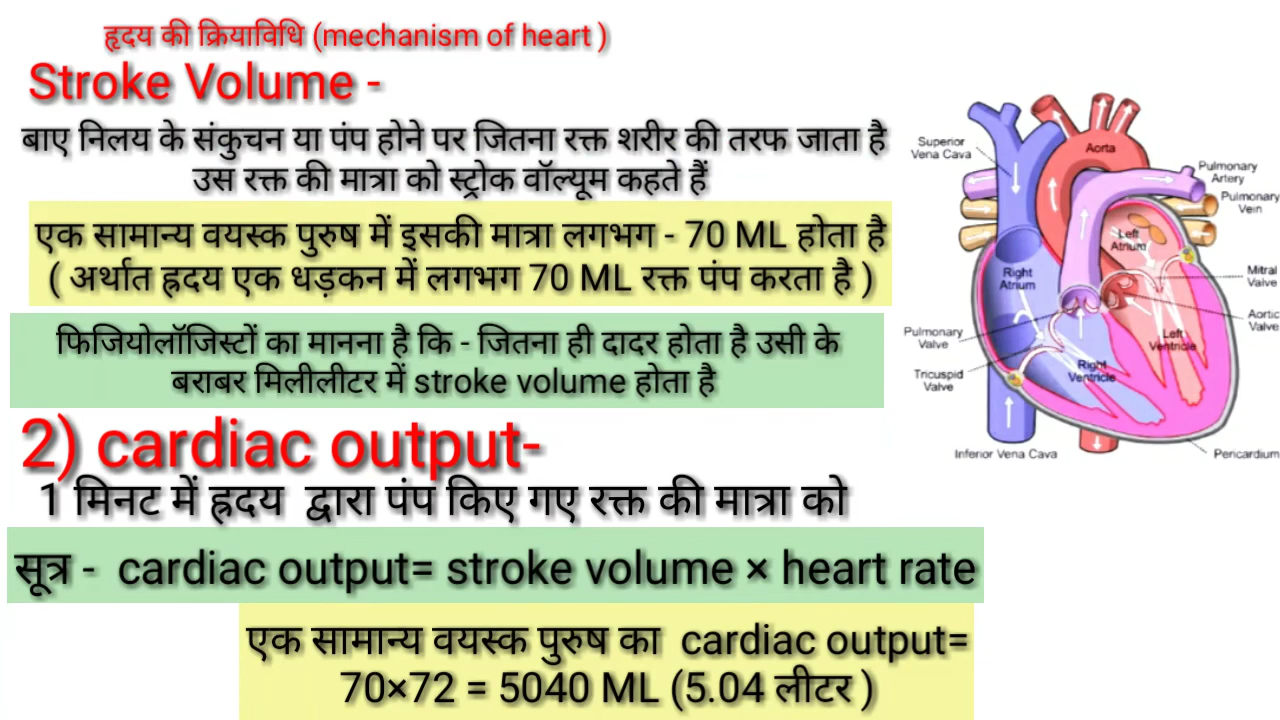 हृदय की क्रियाविधि (mechanism of heart )
Stroke Volume -
बाए निलय के संकुचन या पंप होने पर जितना रक्त शरीर की तरफ जाता है
उस रक्त की मात्रा को स्ट्रोक वॉल्यूम कहते हैं
एक सामान्य वयस्क पुरुष में इसकी मात्रा लगभग - 70 ML होता है
( अर्थात ह्रदय एक धड़कन में लगभग 70 ML रक्त पंप करता है )
फिजियोलॉजिस्टों का मानना है कि - जितना ही दादर होता है उसी के
बराबर मिलीलीटर में stroke volume होता है
2) cardiac output-
1 मिनट में ह्रदय द्वारा पंप किए गए रक्त की मात्रा को
सूत्र - cardiac output= stroke volume × heart rate
एक सामान्य वयस्क पुरुष का cardiac output=
70×72 = 5040 ML (5.04 लीटर )
Superior
Vena Cava
Aorta
Pulmonary
Artery
Pulmonary
Vein
Left
Atrium
Right
Atrium
Mitral
Valve
Aortic
Valve
Pulmonary
Valve
Left
Ventricle
Tricuspid
Valve
Right
Ventricle
Inferior Vena Cava
Pericardium